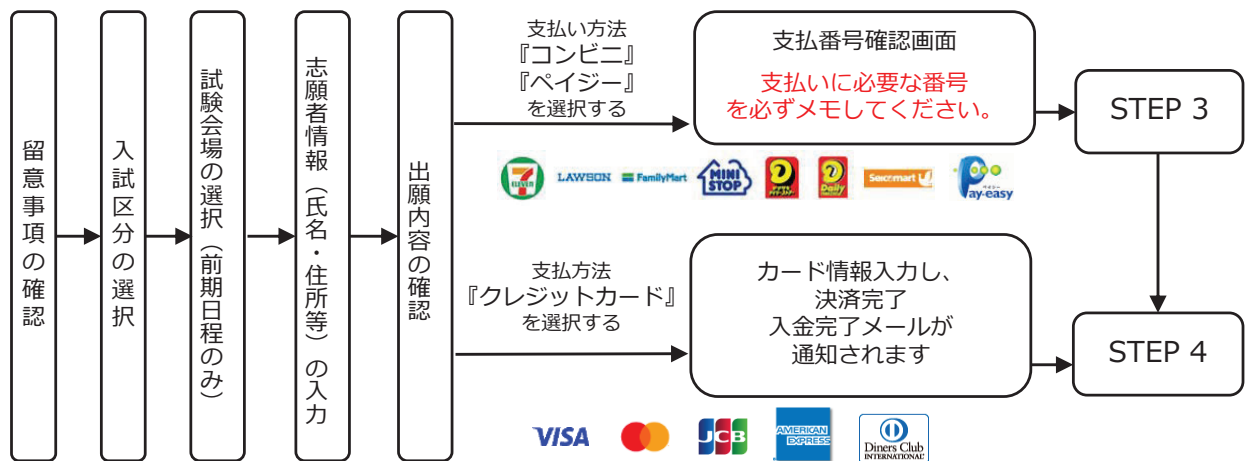 留意事項の確認
入試区分の選択
試験会場の選択（前期日程のみ）
志願者情報（氏名・住所等）の入力
出願内容の確認
支払い方法
『コンビニ』
『ペイジー』
を選択する
支払番号確認画面
支払いに必要な番号
を必ずメモしてください。
STEP 3
7
ELEVEN
LAWSON
FamilyMart
MINI
STOP
Daily
Seicomart
ペイジー
Pay-easy
支払方法
『クレジットカード』
を選択する
カード情報入力し、
決済完了
入金完了メールが
通知されます
STEP 4
VISA
JCB
AMERICAN
EXPRESS
Diners Club
INTERNATIONAL